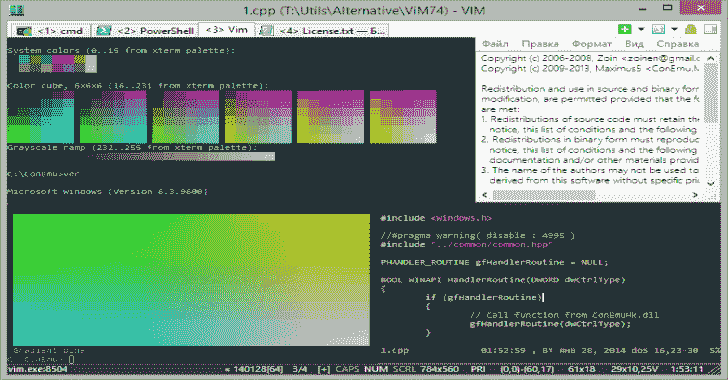 1.cpp (T:\Utils\Alternative\ViM74) - VIM
<1> cmd <2> PowerShell <3> Vim <4> License.txt — Б...
System colors (0..15 from xterm palette):
Color cube, 6x6x6 (16..231 from xterm palette):
Grayscale ramp (232..255 from xterm palette):
C:\ConEmu>ver
Microsoft Windows [Version 6.3.9600]
Файл Правка Формат Вид Справка
Copyright (c) 2006-2008, Zoin <zoinen@gmail.
Copyright (c) 2009-2013, Maximus5 <ConEmu.M
Redistribution and use in source and binary form
modification, are permitted provided that the fo
are met:
1. Redistributions of source code must retain the
notice, this list of conditions and the following
2. Redistributions in binary form must reproduc
notice, this list of conditions and the following
documentation and/or other materials provid
3. The name of the authors may not be used to
derived from this software without specific prio
#include <windows.h>
//#pragma warning( disable : 4995 )
#include "../common/common.hpp"
PHANDLER_ROUTINE gfHandlerRoutine = NULL;
BOOL WINAPI HandlerRoutine(DWORD dwCtrlType)
{
if (gfHandlerRoutine)
{
// Call function from ConEmuHk.dll
gfHandlerRoutine(dwCtrlType);
}
1.cpp 01:52:59 , 2014 16,23-30 5%
vim.exe:8504 « 140128[64] 3/4 [+] CAPS NUM SCRL 784x560 PRI (0,0)-(60,17) 61x18 29x10,25V 1:53:11